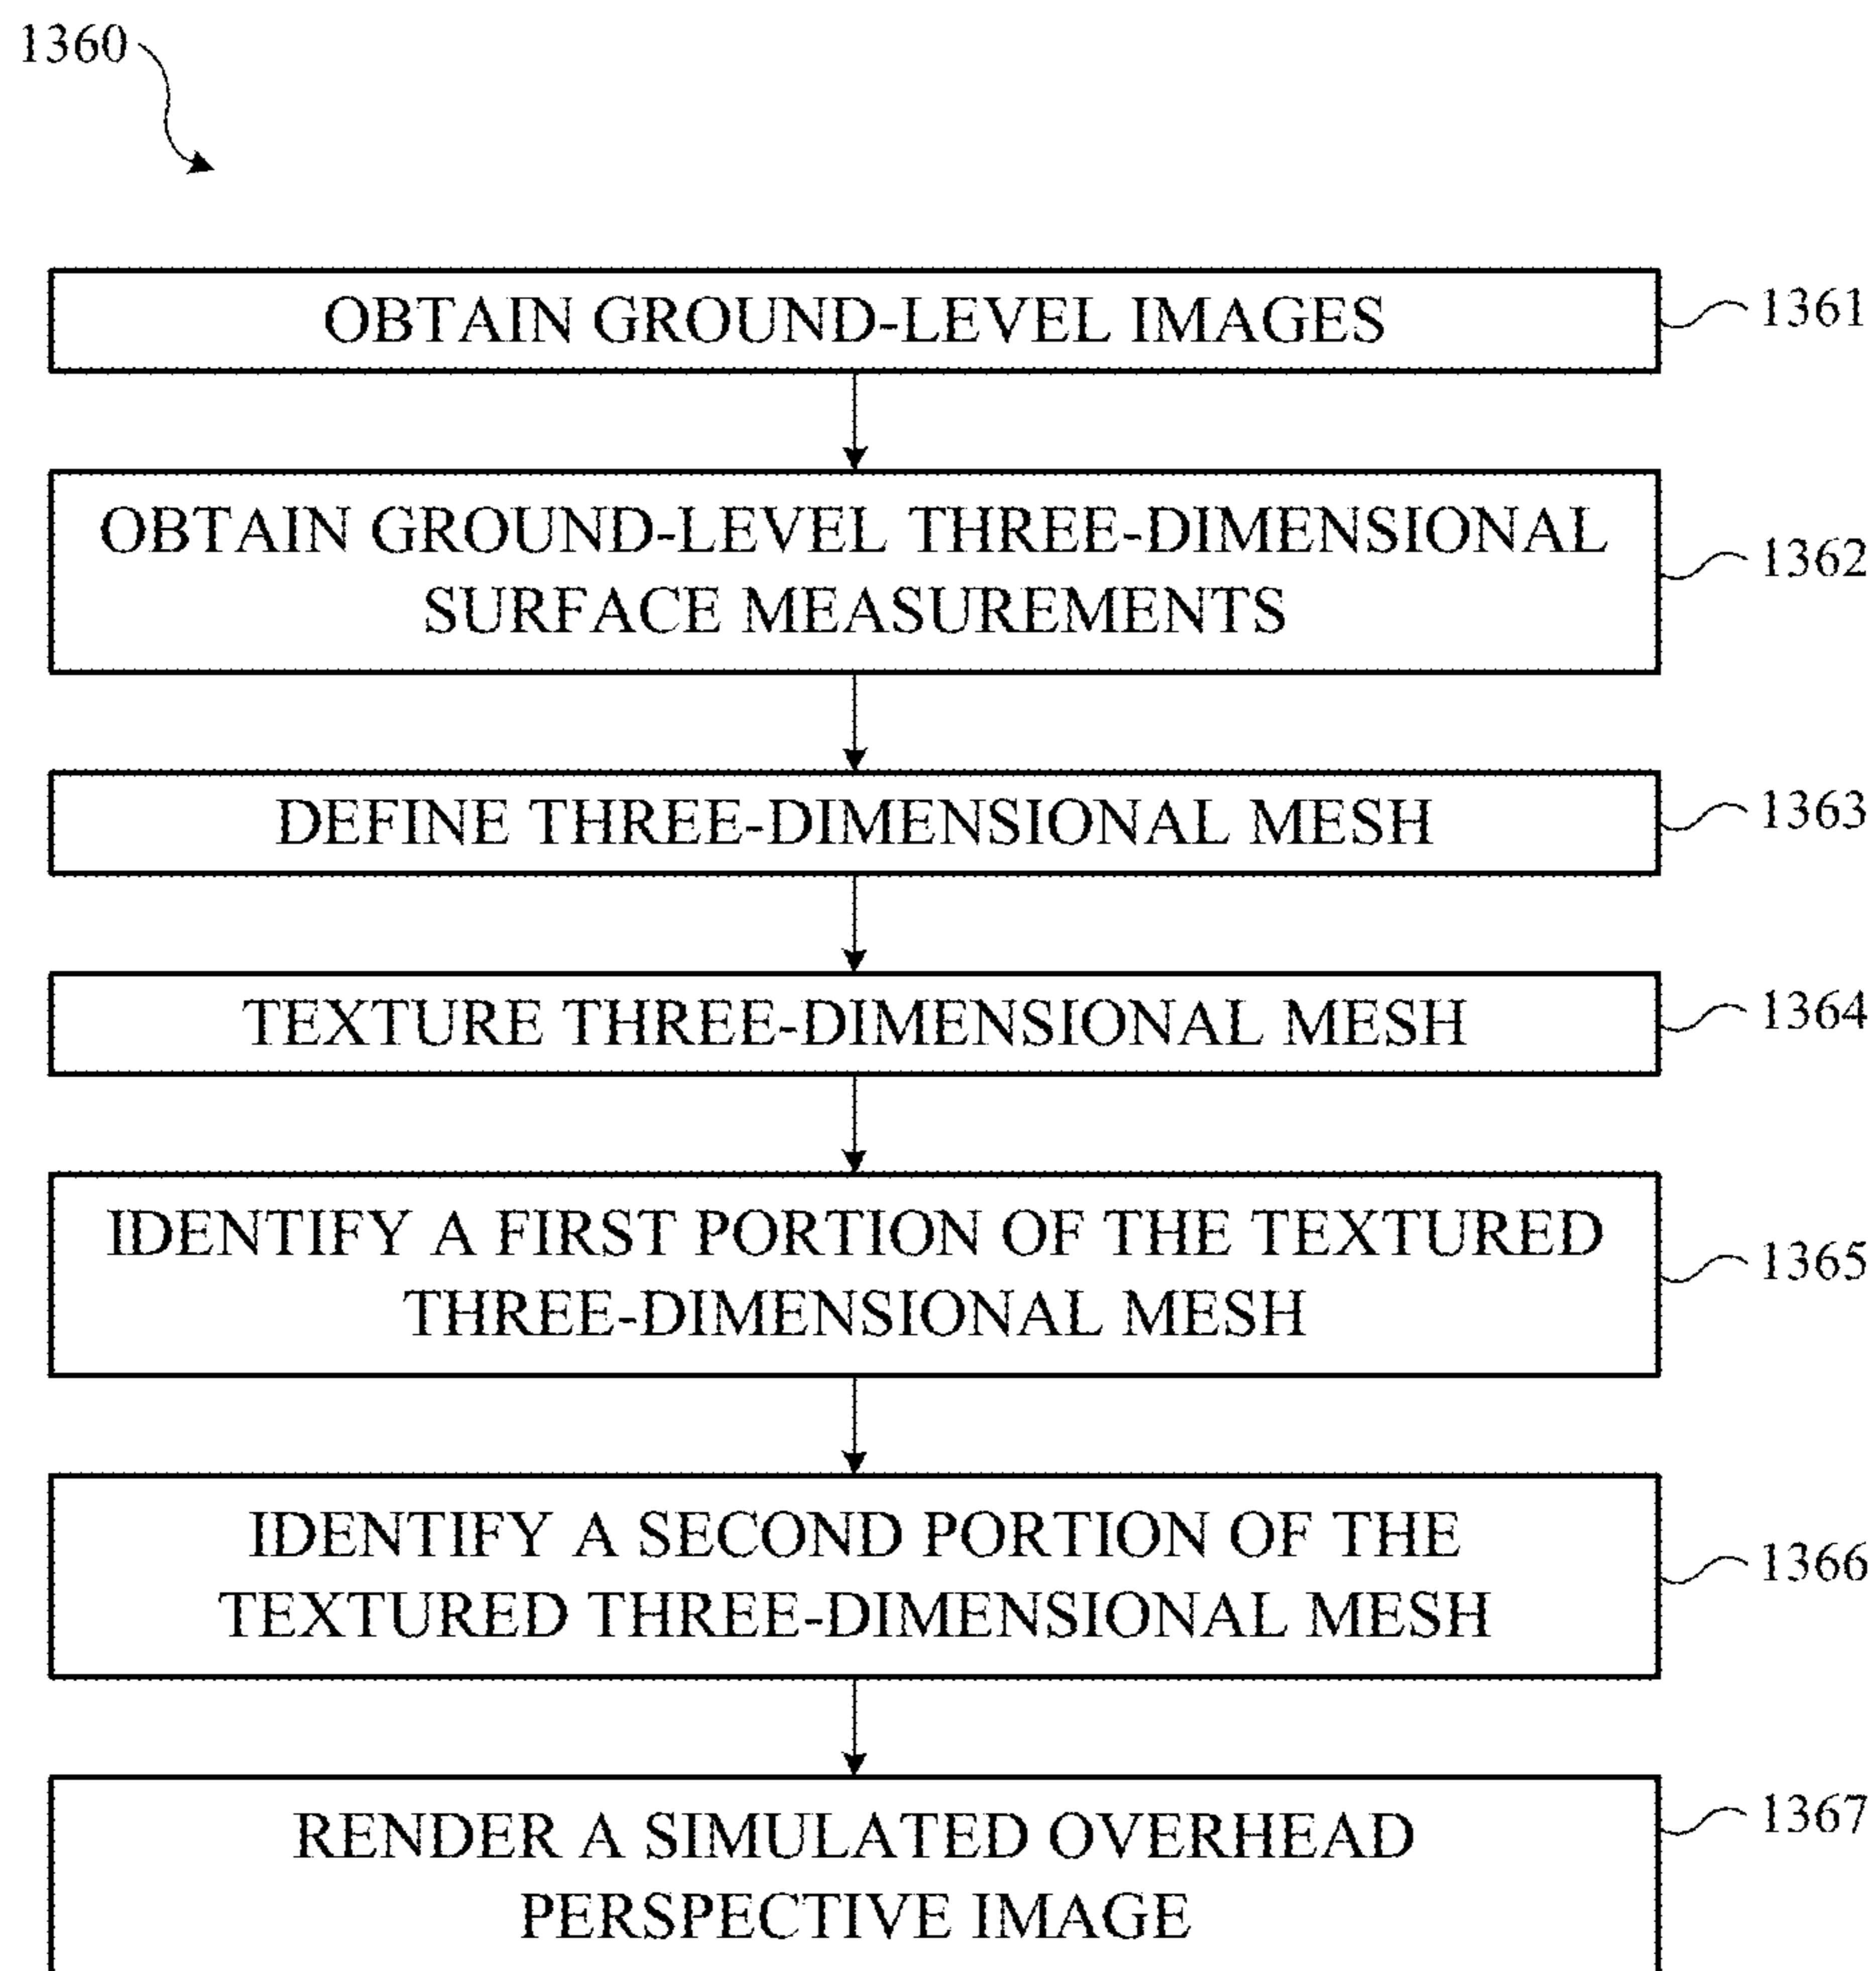 1360
OBTAIN GROUND-LEVEL IMAGES
1361
OBTAIN GROUND-LEVEL THREE-DIMENSIONAL
SURFACE MEASUREMENTS
1362
DEFINE THREE-DIMENSIONAL MESH
1363
TEXTURE THREE-DIMENSIONAL MESH
1364
IDENTIFY A FIRST PORTION OF THE TEXTURED
THREE-DIMENSIONAL MESH
1365
IDENTIFY A SECOND PORTION OF THE
TEXTURED THREE-DIMENSIONAL MESH
1366
RENDER A SIMULATED OVERHEAD
PERSPECTIVE IMAGE
1367